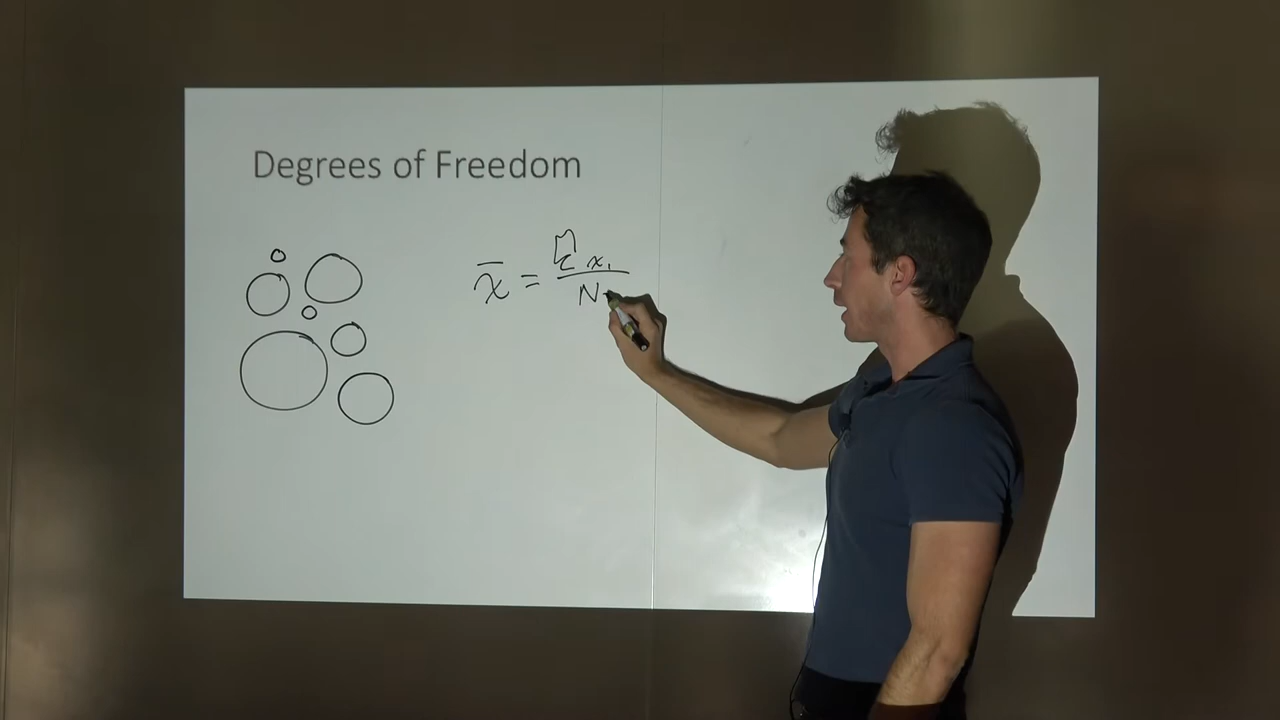 Degrees of Freedom
x̄ = Σ xᵢ / N